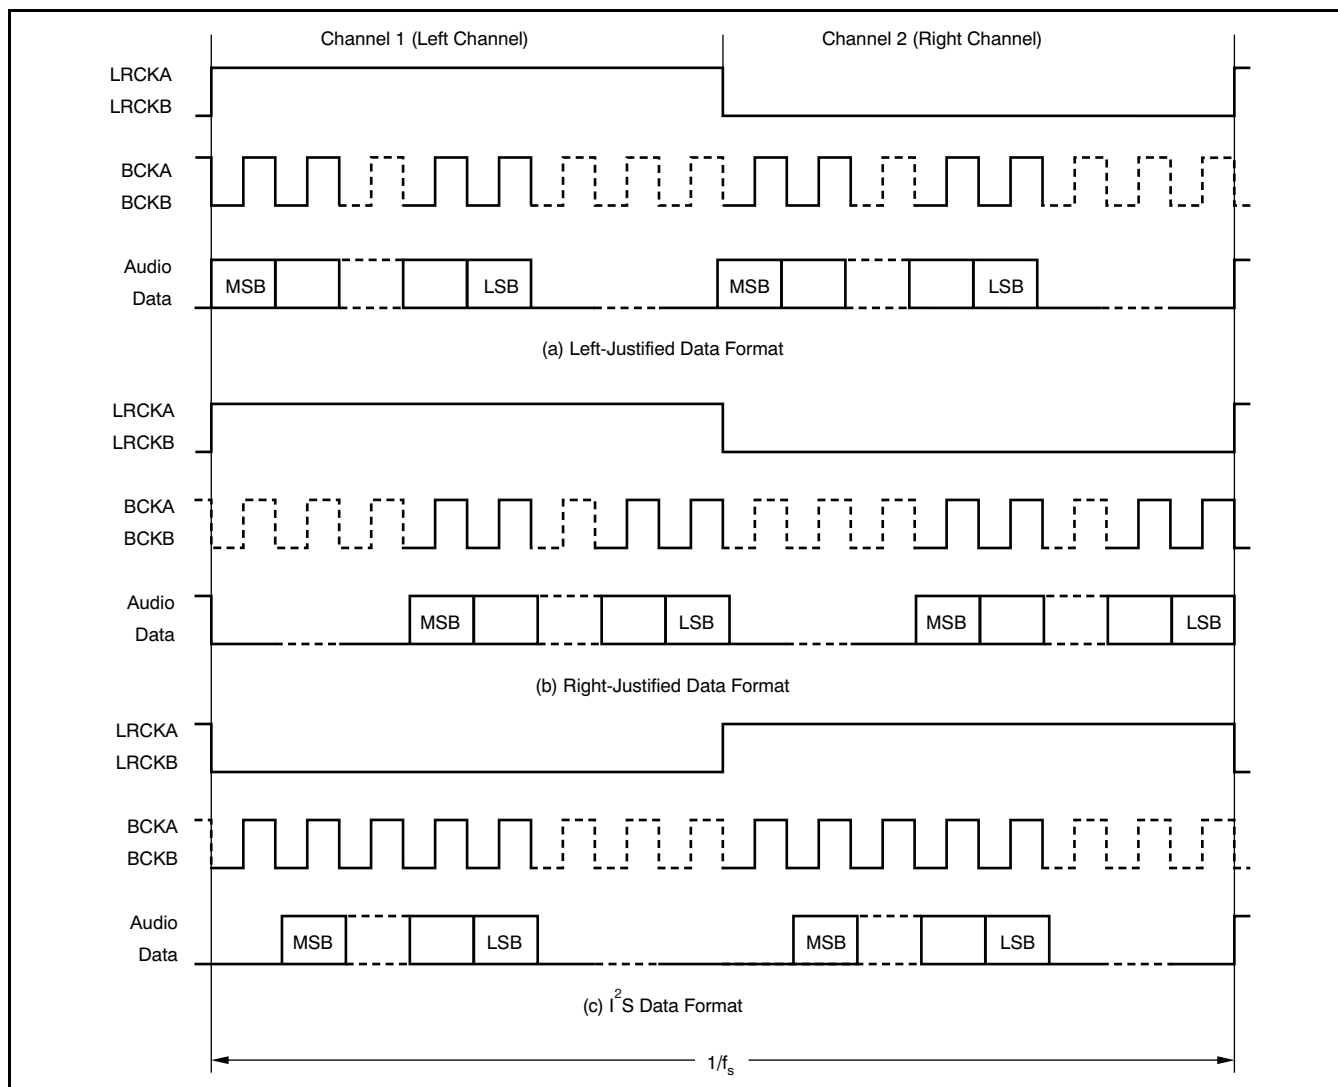 Channel 1 (Left Channel) Channel 2 (Right Channel)
LRCKA
LRCKB
BCKA
BCKB
Audio
Data
MSB LSB MSB LSB
(a) Left-Justified Data Format
LRCKA
LRCKB
BCKA
BCKB
Audio
Data
MSB LSB MSB LSB
(b) Right-Justified Data Format
LRCKA
LRCKB
BCKA
BCKB
Audio
Data
MSB LSB MSB LSB
(c) I²S Data Format
1/fₛ